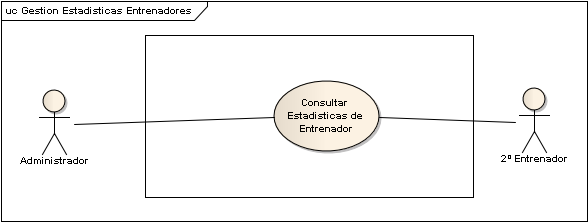 uc Gestion Estadisticas Entrenadores
Consultar
Estadisticas de
Entrenador
Administrador
2º Entrenador